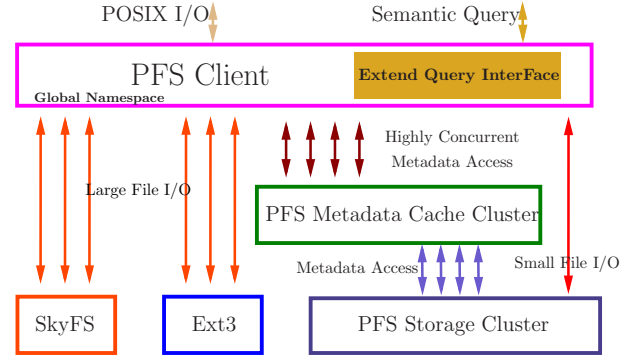 POSIX I/O
Semantic Query
PFS Client
Extend Query InterFace
Global Namespace
Highly Concurrent
Metadata Access
Large File I/O
PFS Metadata Cache Cluster
Metadata Access
Small File I/O
SkyFS
Ext3
PFS Storage Cluster